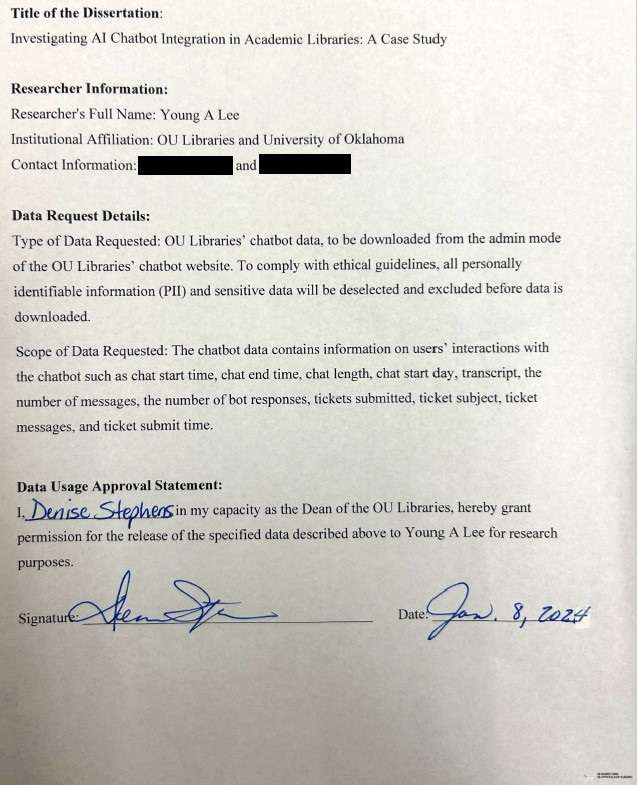 Title of the Dissertation:
Investigating AI Chatbot Integration in Academic Libraries: A Case Study
Researcher Information:
Researcher's Full Name: Young A Lee
Institutional Affiliation: OU Libraries and University of Oklahoma
Contact Information: and
Data Request Details:
Type of Data Requested: OU Libraries' chatbot data, to be downloaded from the admin mode
of the OU Libraries' chatbot website. To comply with ethical guidelines, all personally
identifiable information (PII) and sensitive data will be deselected and excluded before data is
downloaded.
Scope of Data Requested: The chatbot data contains information on users' interactions with
the chatbot such as chat start time, chat end time, chat length, chat start day, transcript, the
number of messages, the number of bot responses, tickets submitted, ticket subject, ticket
messages, and ticket submit time.
Data Usage Approval Statement:
I, Denise Stephens in my capacity as the Dean of the OU Libraries, hereby grant
permission for the release of the specified data described above to Young A Lee for research
purposes.
Signature: Date: Jan. 8, 2024